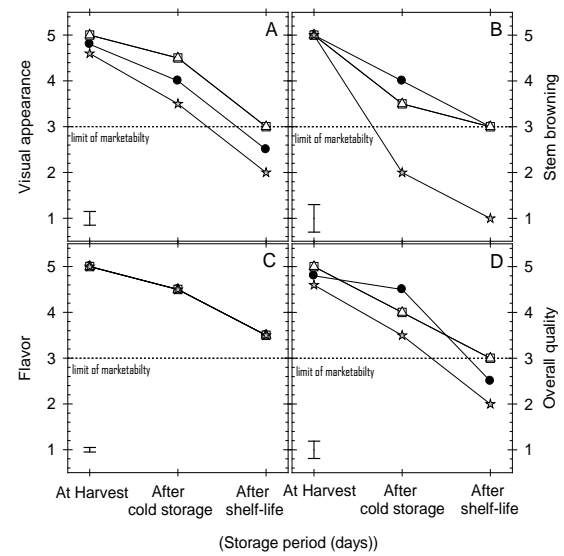 A
B
5
4
3
2
1
Visual appearance
limit of marketabilty
limit of marketabilty
5
4
3
2
1
Stem browning
C
D
5
4
3
2
1
Flavor
limit of marketabilty
limit of marketabilty
5
4
3
2
1
Overall quality
At Harvest
After
cold storage
After
shelf-life
At Harvest
After
cold storage
After
shelf-life
(Storage period (days))